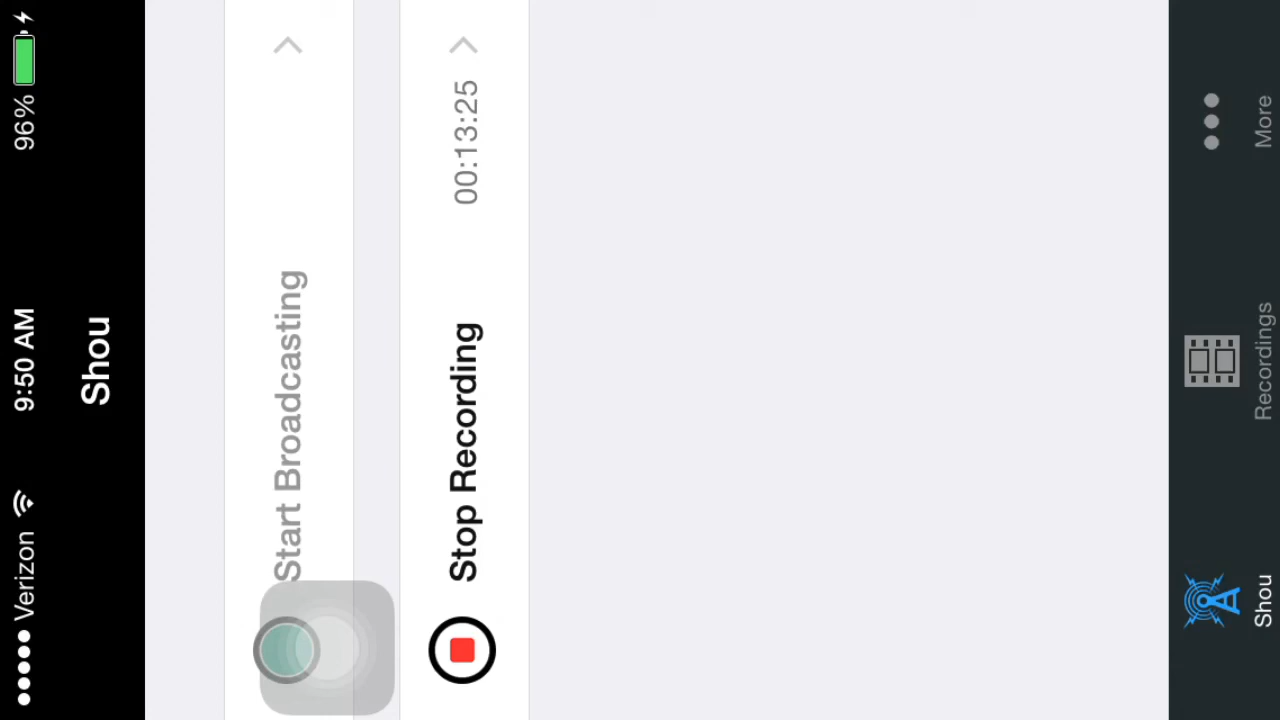 Verizon 9:50 AM 96%
Shou
Start Broadcasting
Stop Recording 00:13:25
Shou Recordings More